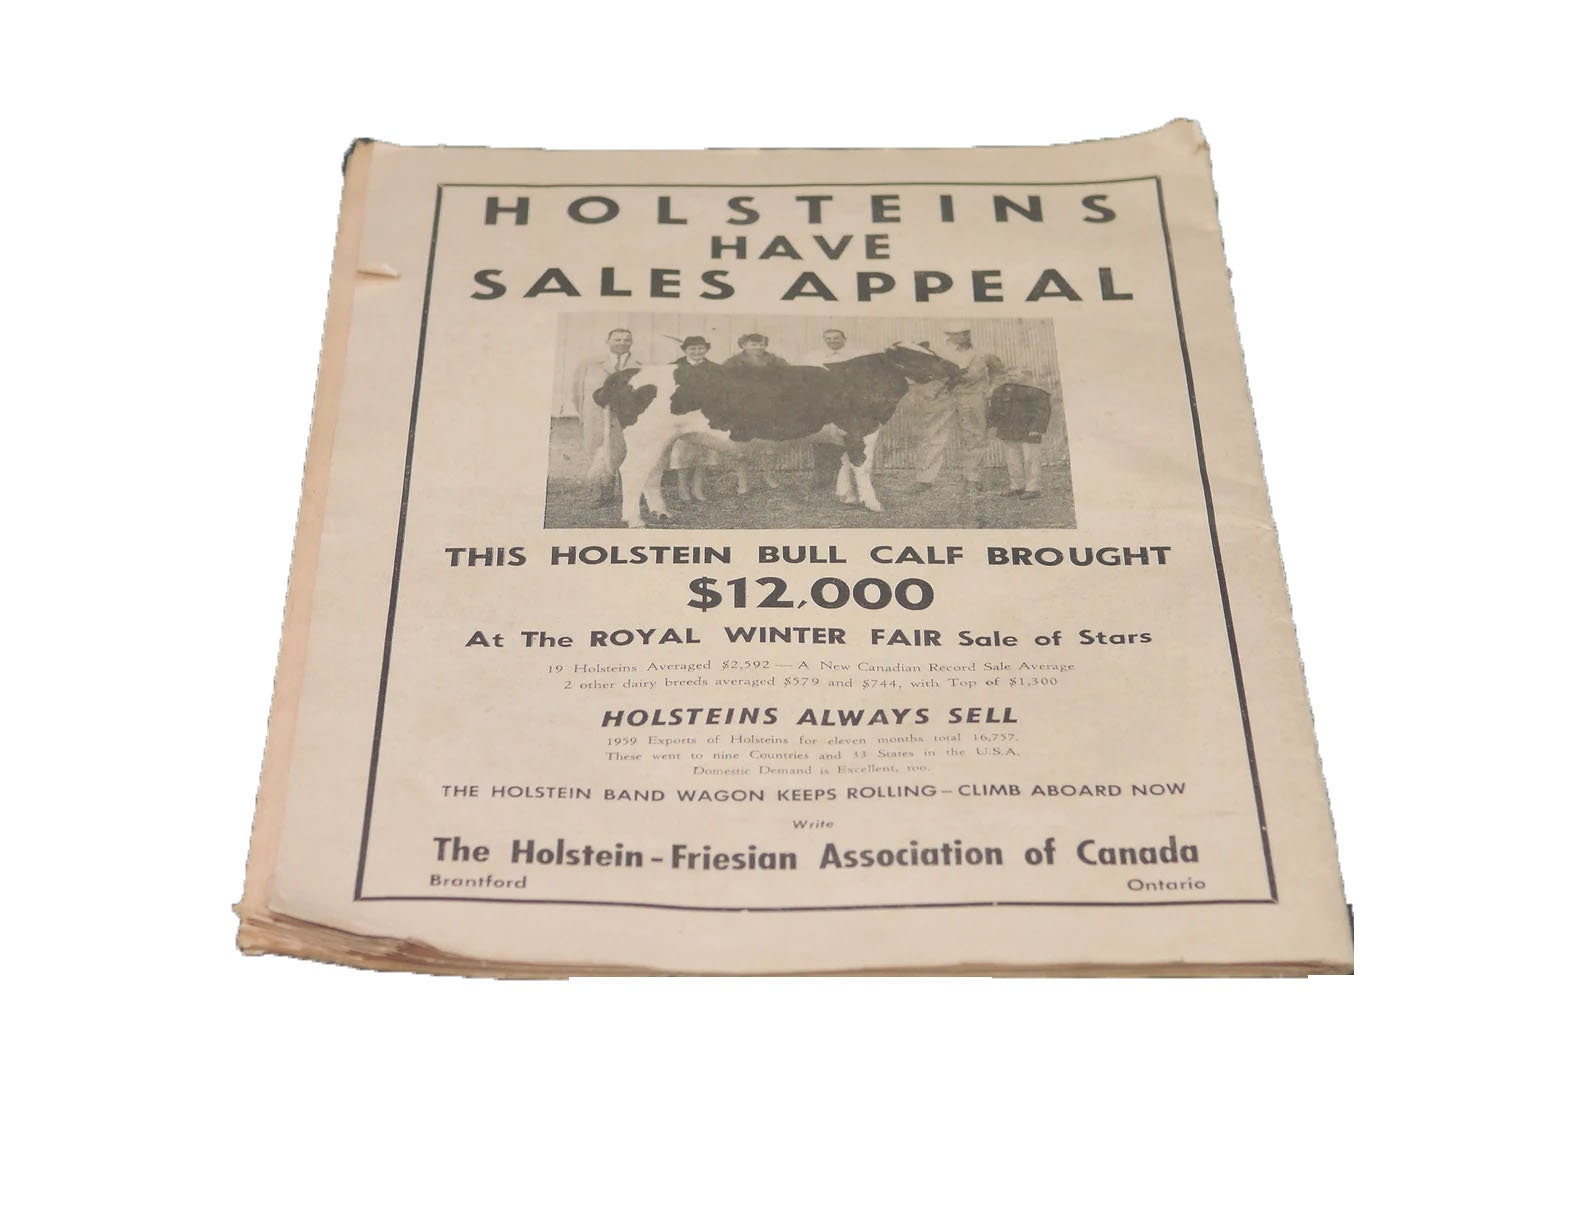 HOLSTEINS
HAVE
SALES APPEAL
THIS HOLSTEIN BULL CALF BROUGHT
$12,000
At The ROYAL WINTER FAIR Sale of Stars
19 Holsteins Averaged $2,592 — A New Canadian Record Sale Average
2 other dairy breeds averaged $579 and $744, with Top of $1,300
HOLSTEINS ALWAYS SELL
1959 Exports of Holsteins for eleven months total 16,757.
These went to nine Countries and 33 States in the U.S.A.
Domestic Demand is Excellent, too.
THE HOLSTEIN BAND WAGON KEEPS ROLLING – CLIMB ABOARD NOW
Write
The Holstein - Friesian Association of Canada
Brantford Ontario